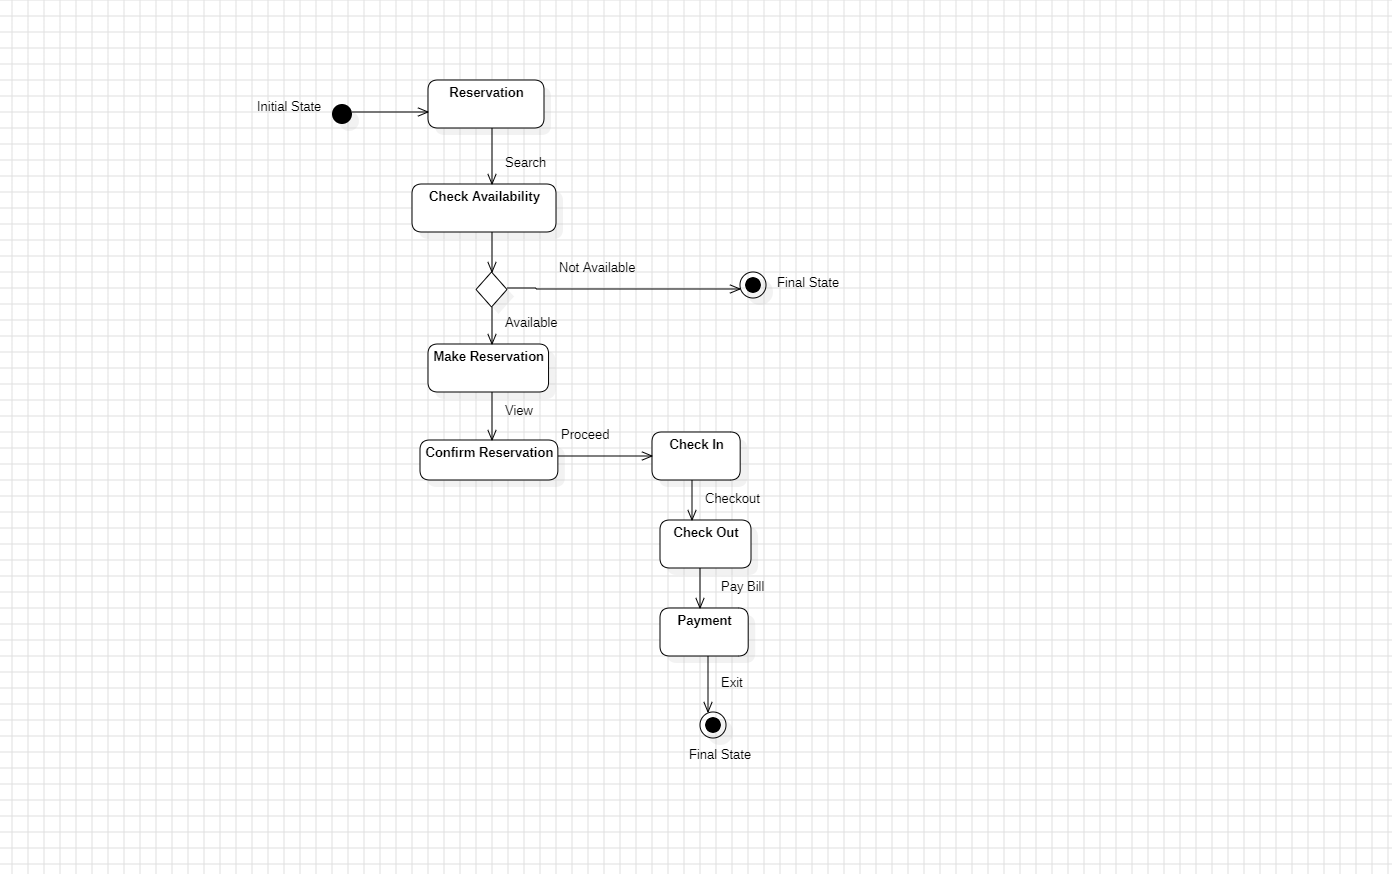 Reservation
Initial State
Search
Check Availability
Not Available
Final State
Available
Make Reservation
View
Proceed
Confirm Reservation
Check In
Checkout
Check Out
Pay Bill
Payment
Exit
Final State